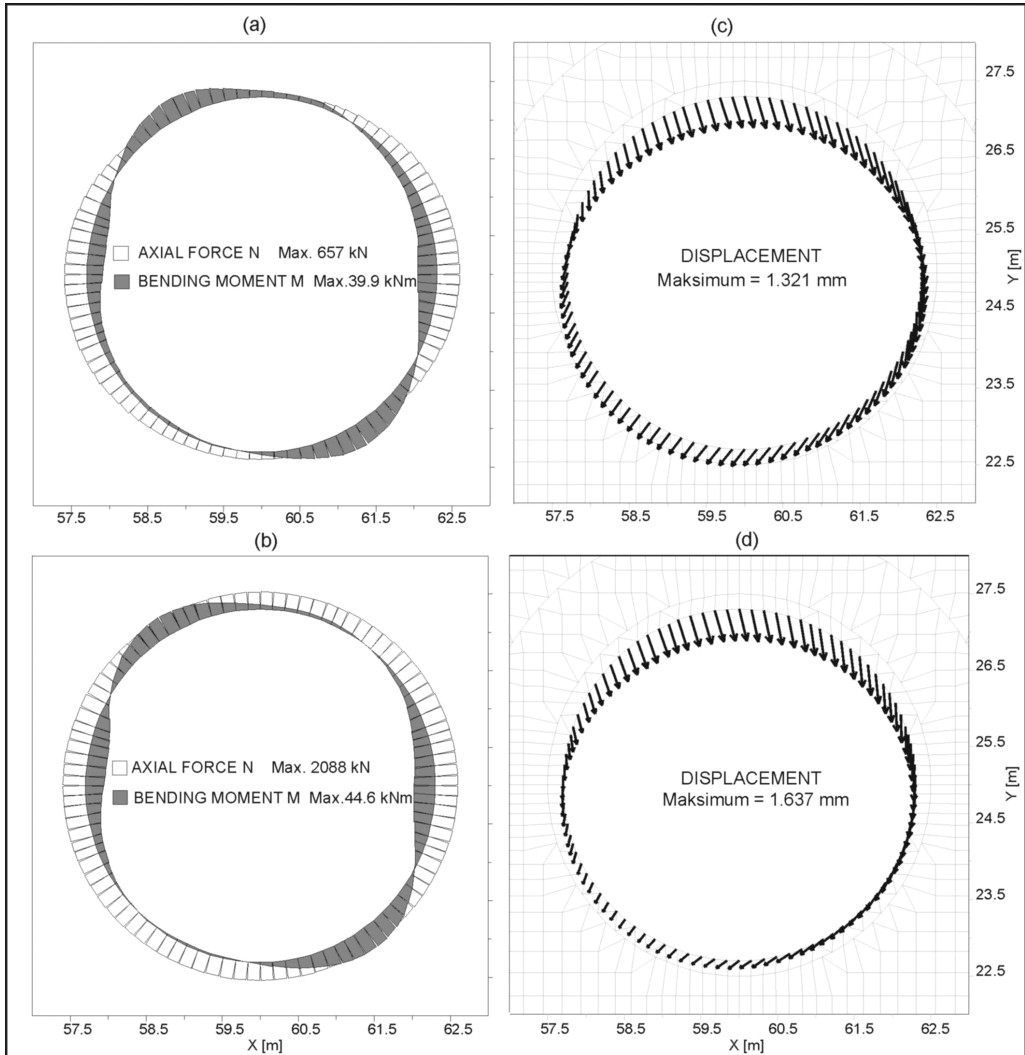 (a)
(c)
AXIAL FORCE N Max. 657 kN
BENDING MOMENT M Max.39.9 kNm
57.5 58.5 59.5 60.5 61.5 62.5
DISPLACEMENT
Maksimum = 1.321 mm
27.5
26.5
25.5
24.5
23.5
22.5
Y [m]
57.5 58.5 59.5 60.5 61.5 62.5
(b)
(d)
AXIAL FORCE N Max. 2088 kN
BENDING MOMENT M Max.44.6 kNm
57.5 58.5 59.5 60.5 61.5 62.5
X [m]
DISPLACEMENT
Maksimum = 1.637 mm
27.5
26.5
25.5
24.5
23.5
22.5
Y [m]
57.5 58.5 59.5 60.5 61.5 62.5
X [m]